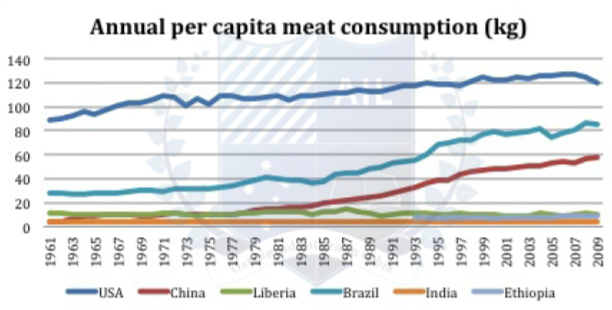 Annual per capita meat consumption (kg)
140
120
100
80
60
40
20
0
1961 1963 1965 1967 1969 1971 1973 1975 1977 1979 1981 1983 1985 1987 1989 1991 1993 1995 1997 1999 2001 2003 2005 2007 2009
USA China Liberia Brazil India Ethiopia